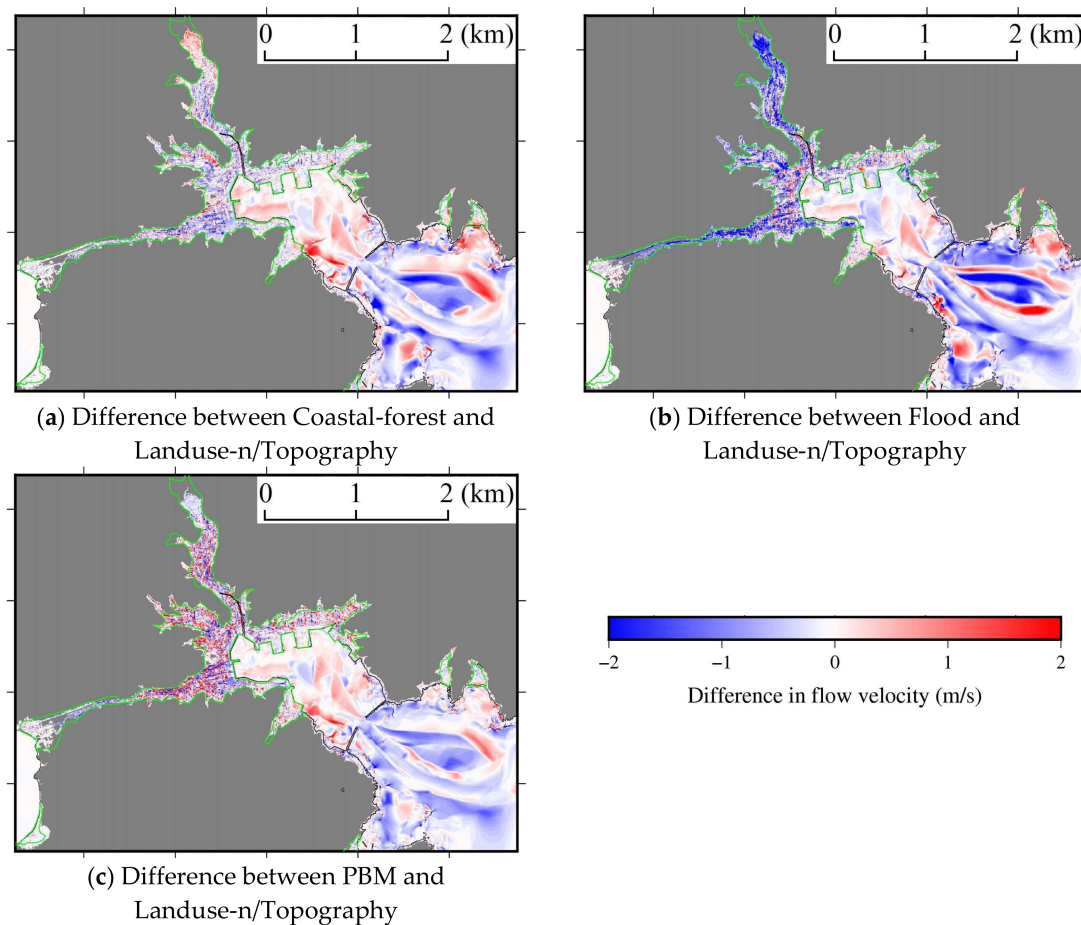 0 1 2 (km)
0 1 2 (km)
(a) Difference between Coastal-forest and
Landuse-n/Topography
(b) Difference between Flood and
Landuse-n/Topography
0 1 2 (km)
(c) Difference between PBM and
Landuse-n/Topography
−2 −1 0 1 2
Difference in flow velocity (m/s)